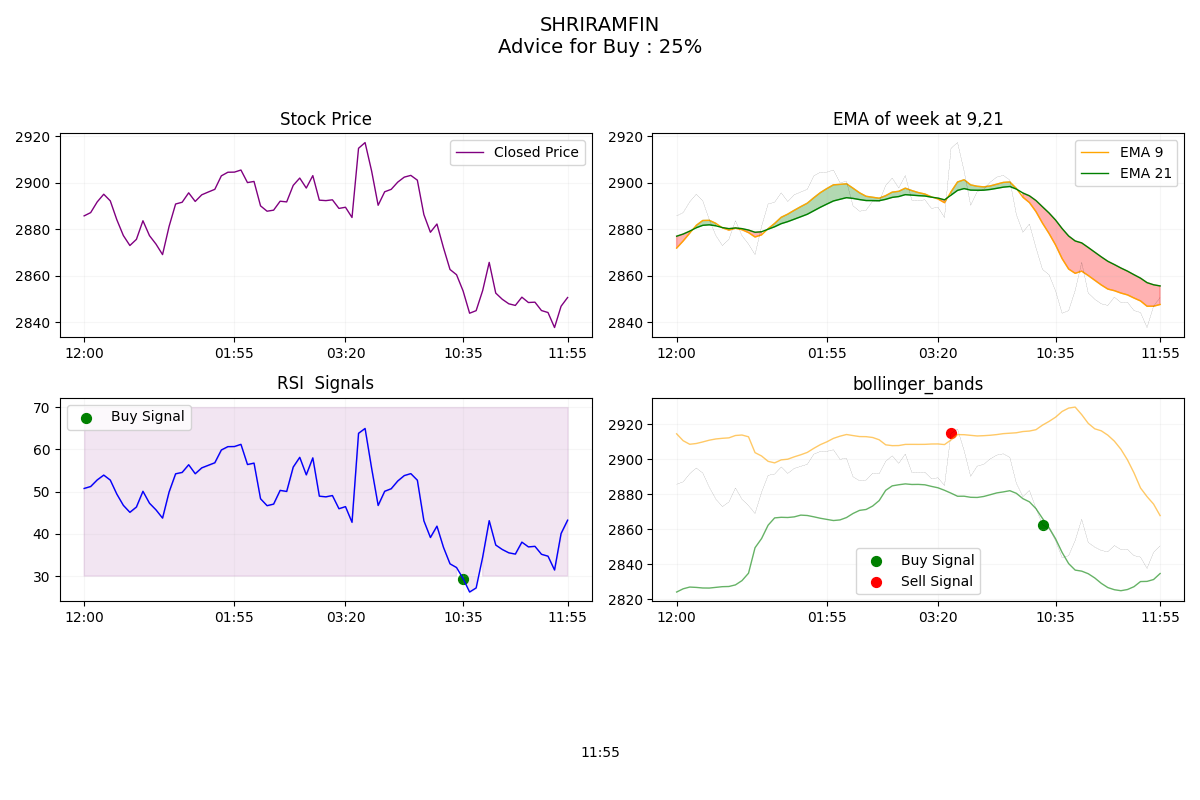 SHRIRAMFIN
Advice for Buy : 25%
Stock Price
2920
2900
2880
2860
2840
Closed Price
12:00 01:55 03:20 10:35 11:55
EMA of week at 9,21
2920
2900
2880
2860
2840
EMA 9
EMA 21
12:00 01:55 03:20 10:35 11:55
RSI  Signals
70
60
50
40
30
Buy Signal
12:00 01:55 03:20 10:35 11:55
bollinger_bands
2920
2900
2880
2860
2840
2820
Buy Signal
Sell Signal
12:00 01:55 03:20 10:35 11:55
11:55